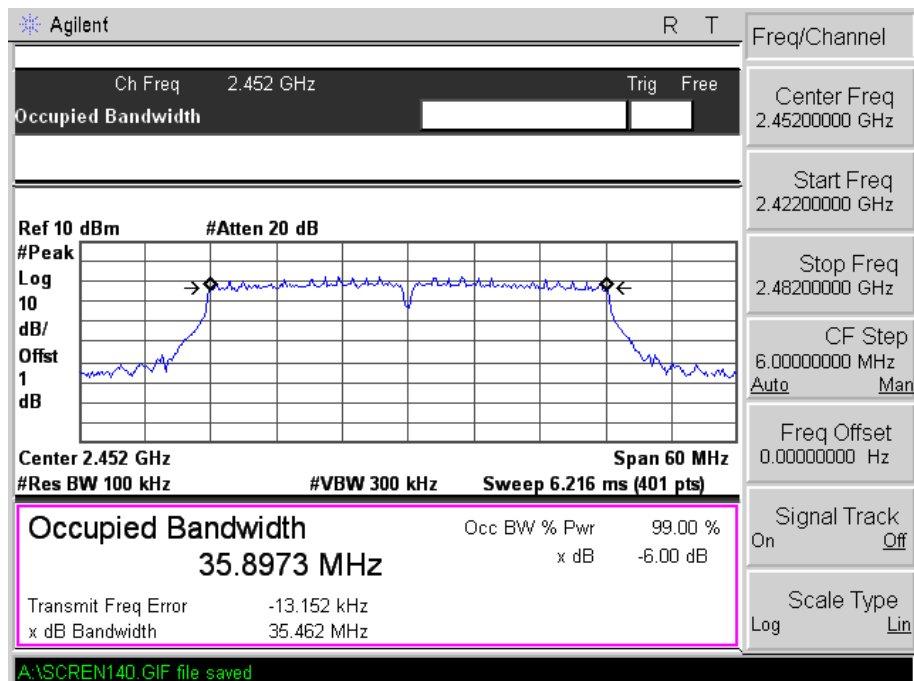 Agilent R T
Ch Freq 2.452 GHz Trig Free
Occupied Bandwidth
Ref 10 dBm #Atten 20 dB
#Peak
Log
10
dB/
Offst
1
dB
Center 2.452 GHz Span 60 MHz
#Res BW 100 kHz #VBW 300 kHz Sweep 6.216 ms (401 pts)
Occupied Bandwidth
35.8973 MHz
Occ BW % Pwr 99.00 %
x dB -6.00 dB
Transmit Freq Error -13.152 kHz
x dB Bandwidth 35.462 MHz
A:\SCREN140.GIF file saved
Freq/Channel
Center Freq
2.45200000 GHz
Start Freq
2.42200000 GHz
Stop Freq
2.48200000 GHz
CF Step
6.00000000 MHz
Auto Man
Freq Offset
0.00000000 Hz
Signal Track
On Off
Scale Type
Log Lin